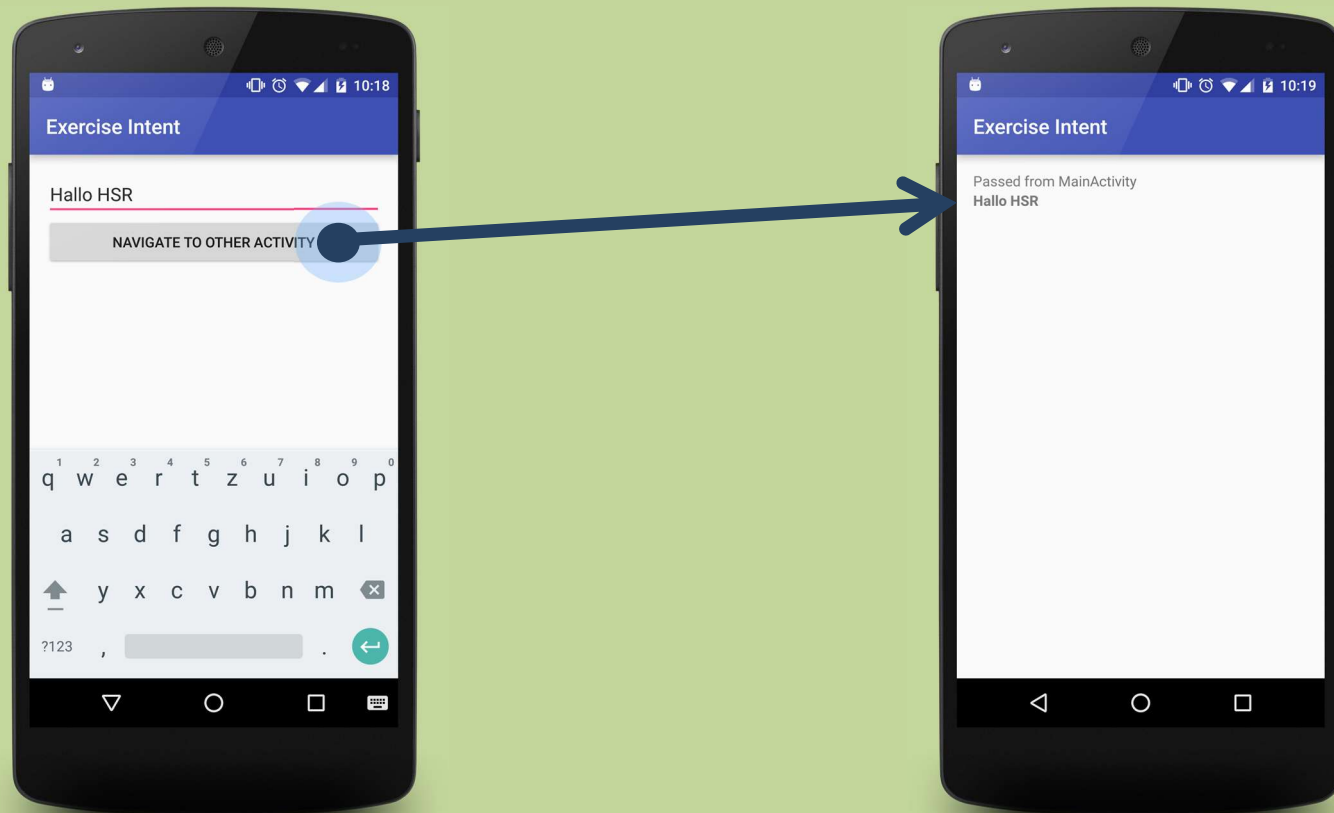 10:18
Exercise Intent
Hallo HSR
NAVIGATE TO OTHER ACTIVITY
1 2 3 4 5 6 7 8 9 0
q w e r t z u i o p
a s d f g h j k l
y x c v b n m
?123 , .
10:19
Exercise Intent
Passed from MainActivity
Hallo HSR